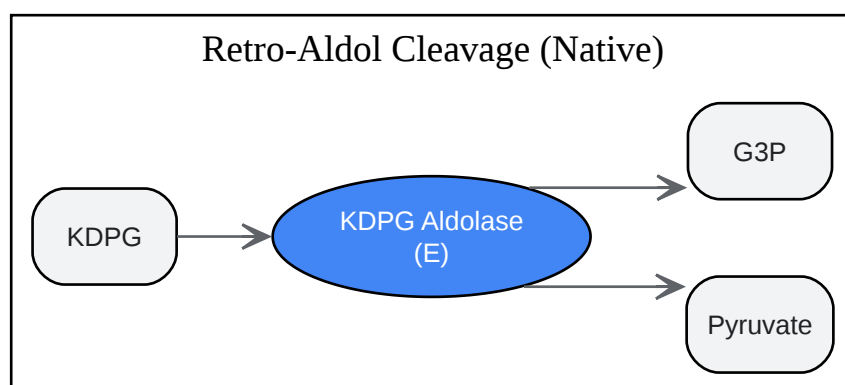 Retro-Aldol Cleavage (Native)
G3P
KDPG
KDPG Aldolase
(E)
Pyruvate